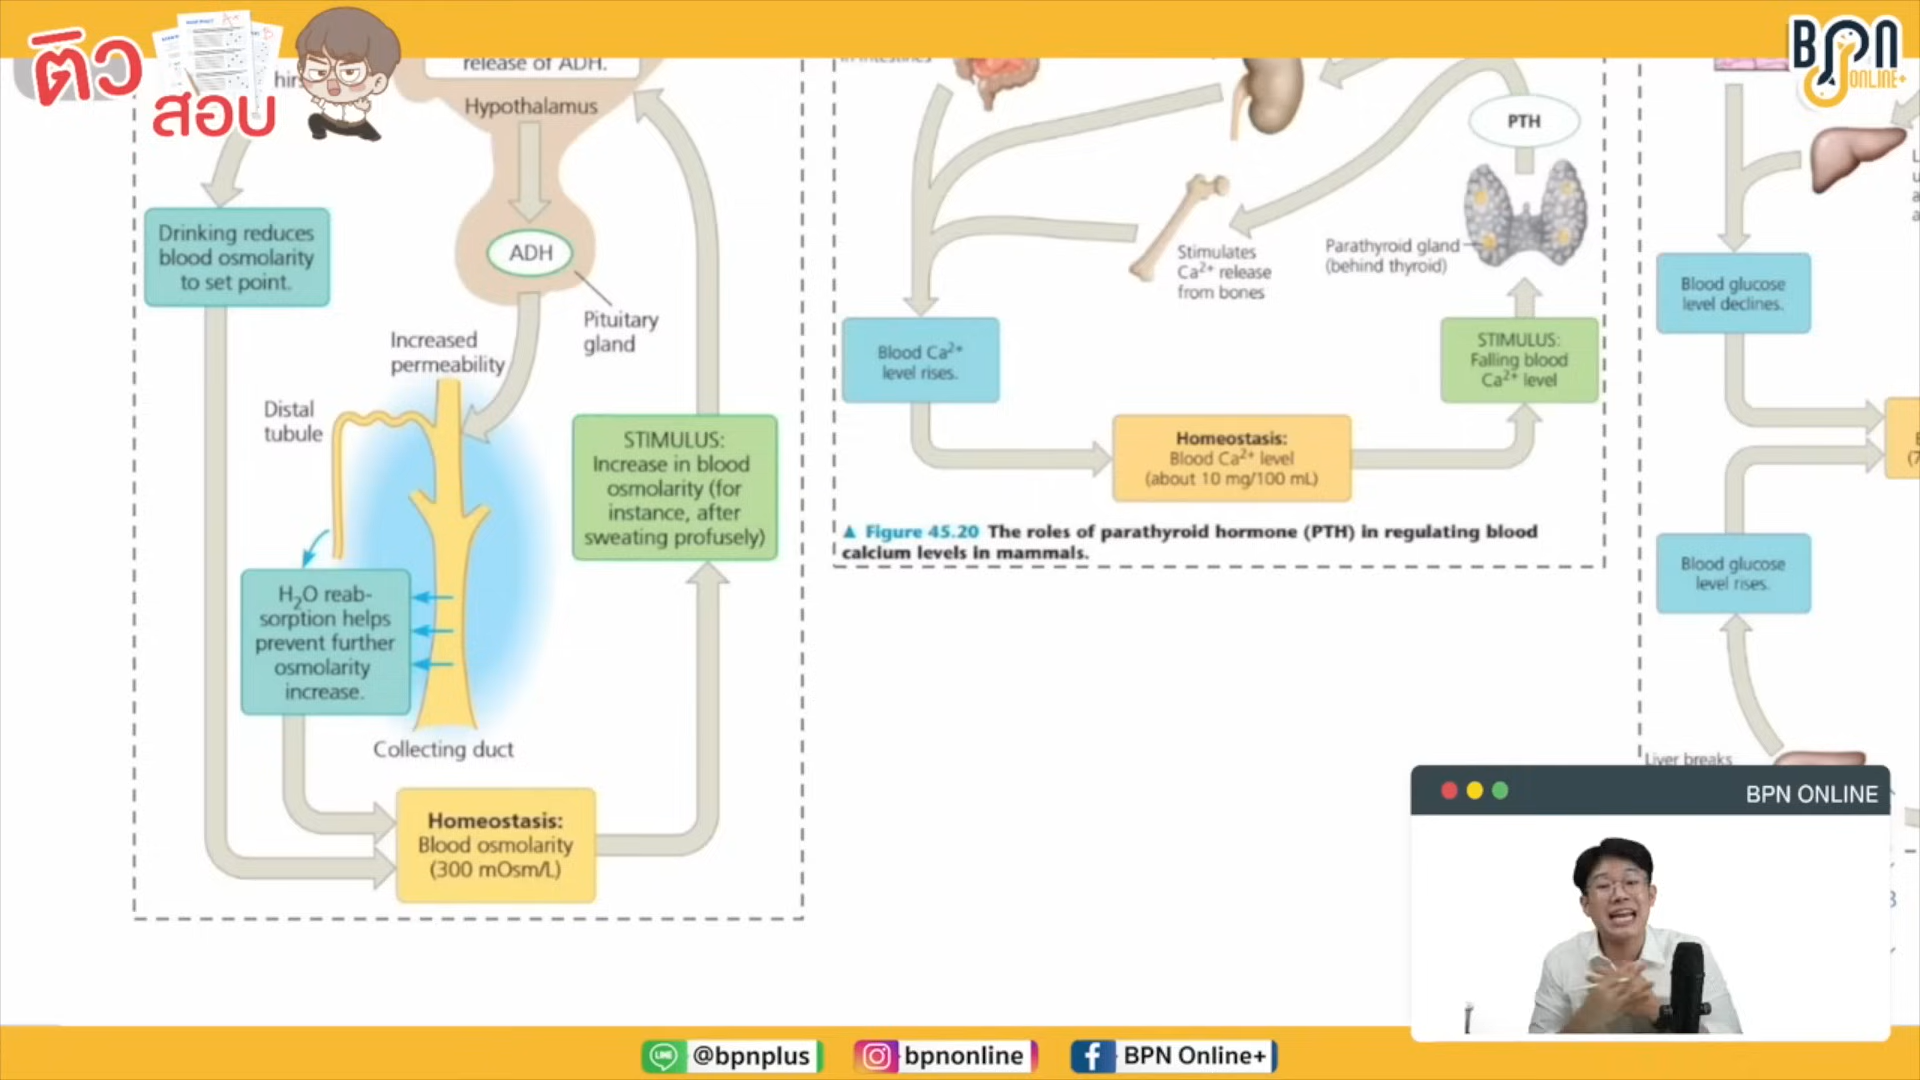 ติว
สอบ
BPN
ONLINE+
release of ADH.
Hypothalamus
ADH
Pituitary
gland
Drinking reduces
blood osmolarity
to set point.
Increased
permeability
Distal
tubule
STIMULUS:
Increase in blood
osmolarity (for
instance, after
sweating profusely)
H₂O reab-
sorption helps
prevent further
osmolarity
increase.
Collecting duct
Homeostasis:
Blood osmolarity
(300 mOsm/L)
in intestines
PTH
Stimulates
Ca²⁺ release
from bones
Parathyroid gland
(behind thyroid)
Blood Ca²⁺
level rises.
STIMULUS:
Falling blood
Ca²⁺ level
Homeostasis:
Blood Ca²⁺ level
(about 10 mg/100 mL)
▲ Figure 45.20 The roles of parathyroid hormone (PTH) in regulating blood
calcium levels in mammals.
Blood glucose
level declines.
Blood glucose
level rises.
Liver breaks
BPN ONLINE
LINE @bpnplus
bpnonline
BPN Online+